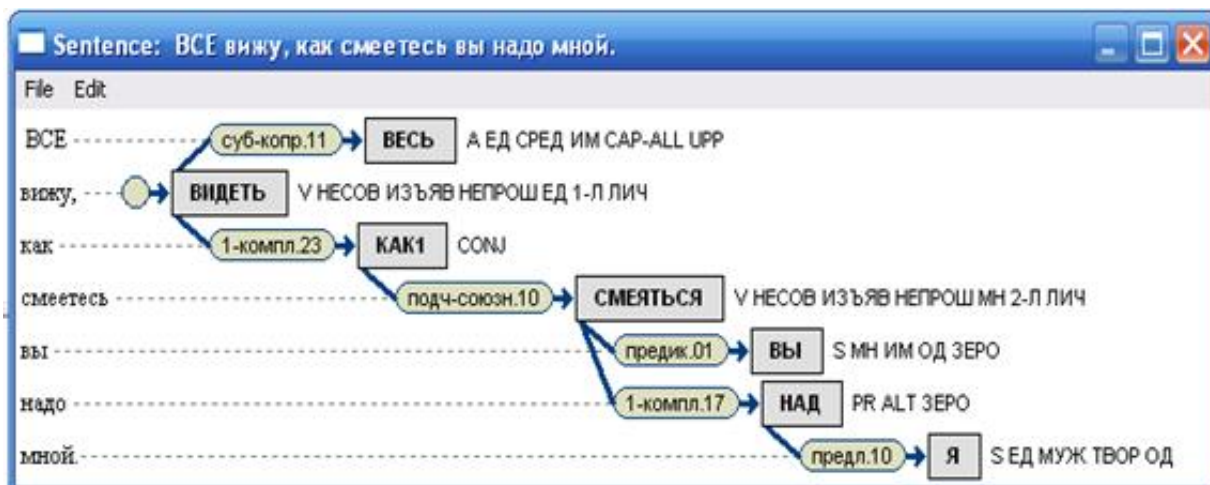 Sentence: ВСЕ вижу, как смеетесь вы надо мной.
File Edit
ВСЕ суб-копр.11 ВЕСЬ А ЕД СРЕД ИМ CAP-ALL UPP
вижу, ВИДЕТЬ V НЕСОВ ИЗЪЯВ НЕПРОШ ЕД 1-Л ЛИЧ
как 1-компл.23 КАК1 CONJ
смеетесь подч-союзн.10 СМЕЯТЬСЯ V НЕСОВ ИЗЪЯВ НЕПРОШ МН 2-Л ЛИЧ
вы предик.01 ВЫ S МН ИМ ОД ЗЕРО
надо 1-компл.17 НАД PR ALT ЗЕРО
мной. предл.10 Я S ЕД МУЖ ТВОР ОД